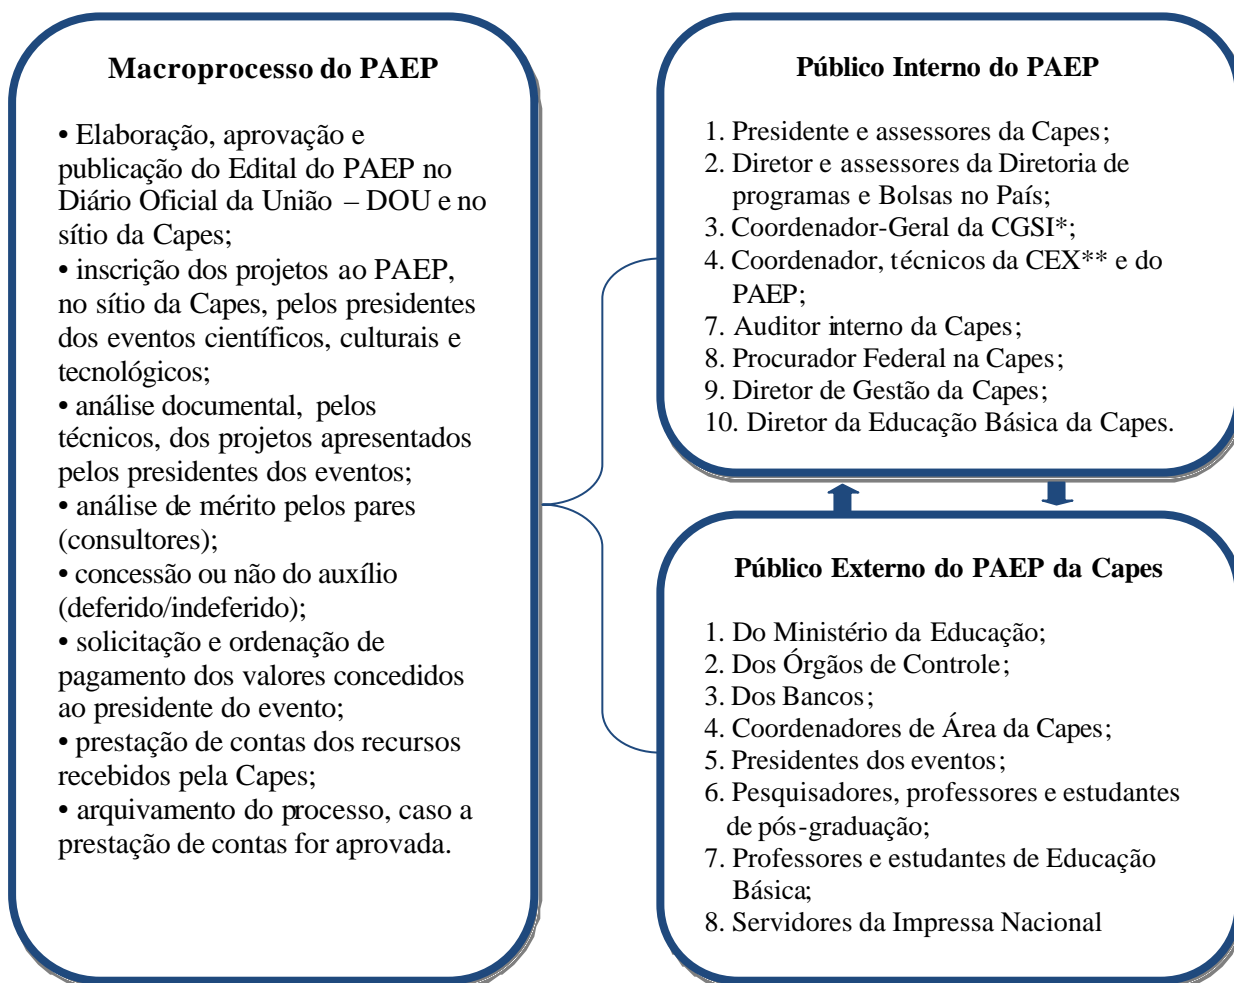 Macroprocesso do PAEP
• Elaboração, aprovação e
publicação do Edital do PAEP no
Diário Oficial da União – DOU e no
sítio da Capes;
• inscrição dos projetos ao PAEP,
no sítio da Capes, pelos presidentes
dos eventos científicos, culturais e
tecnológicos;
• análise documental, pelos
técnicos, dos projetos apresentados
pelos presidentes dos eventos;
• análise de mérito pelos pares
(consultores);
• concessão ou não do auxílio
(deferido/indeferido);
• solicitação e ordenação de
pagamento dos valores concedidos
ao presidente do evento;
• prestação de contas dos recursos
recebidos pela Capes;
• arquivamento do processo, caso a
prestação de contas for aprovada.
Público Interno do PAEP
1. Presidente e assessores da Capes;
2. Diretor e assessores da Diretoria de
programas e Bolsas no País;
3. Coordenador-Geral da CGSI*;
4. Coordenador, técnicos da CEX** e do
PAEP;
7. Auditor interno da Capes;
8. Procurador Federal na Capes;
9. Diretor de Gestão da Capes;
10. Diretor da Educação Básica da Capes.
Público Externo do PAEP da Capes
1. Do Ministério da Educação;
2. Dos Órgãos de Controle;
3. Dos Bancos;
4. Coordenadores de Área da Capes;
5. Presidentes dos eventos;
6. Pesquisadores, professores e estudantes
de pós-graduação;
7. Professores e estudantes de Educação
Básica;
8. Servidores da Impressa Nacional